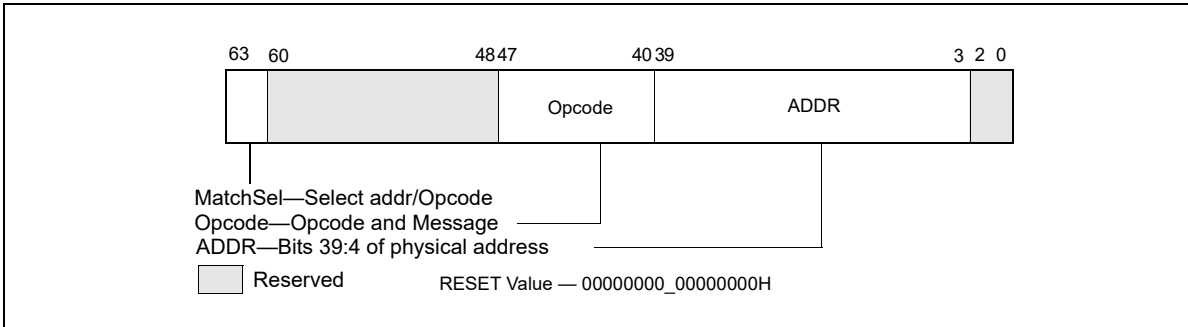 63 60 48 47 40 39 3 2 0
Opcode ADDR
MatchSel—Select addr/Opcode
Opcode—Opcode and Message
ADDR—Bits 39:4 of physical address
Reserved RESET Value — 00000000_00000000H